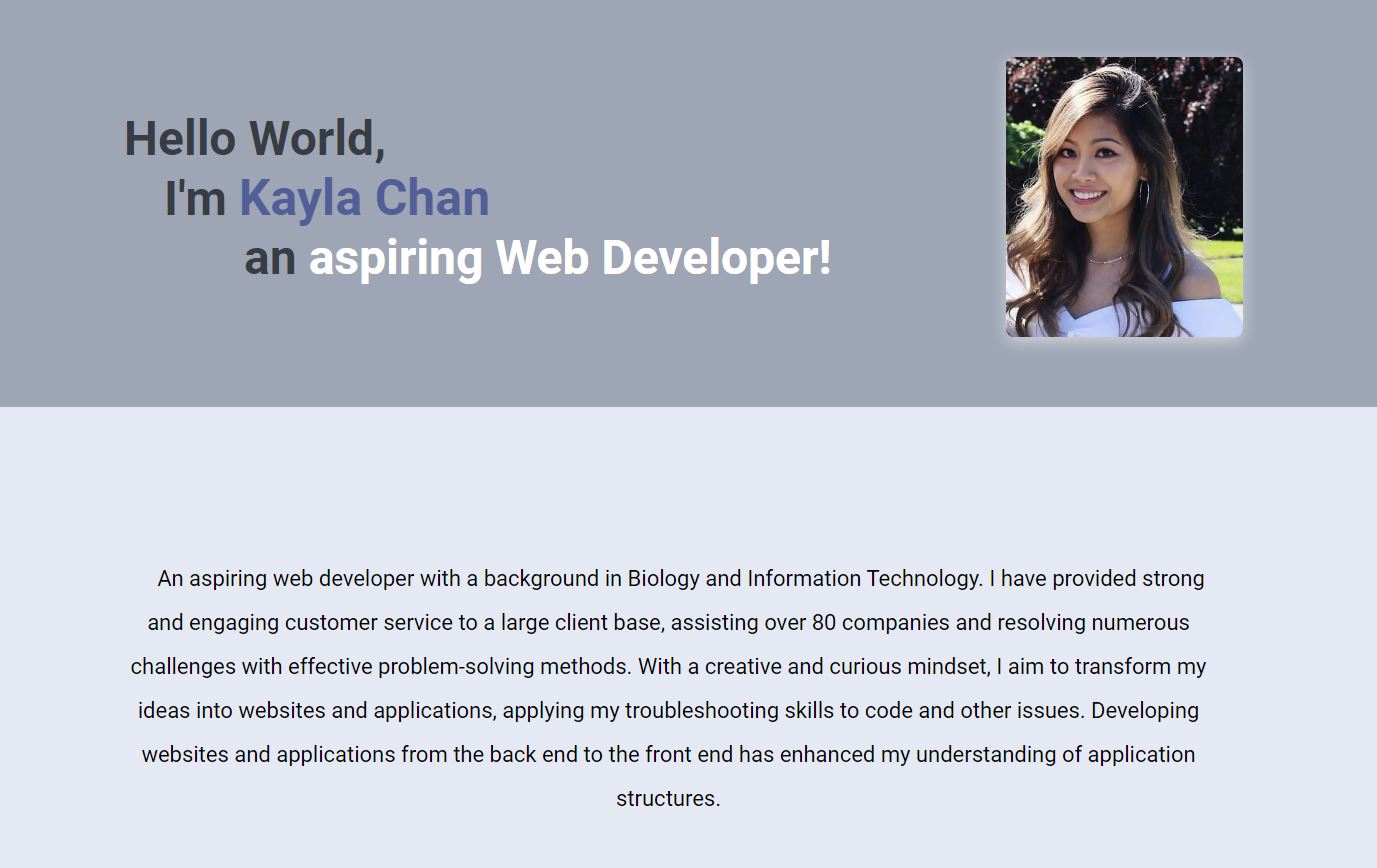 Hello World,
I'm Kayla Chan
an aspiring Web Developer!
An aspiring web developer with a background in Biology and Information Technology. I have provided strong
and engaging customer service to a large client base, assisting over 80 companies and resolving numerous
challenges with effective problem-solving methods. With a creative and curious mindset, I aim to transform my
ideas into websites and applications, applying my troubleshooting skills to code and other issues. Developing
websites and applications from the back end to the front end has enhanced my understanding of application
structures.